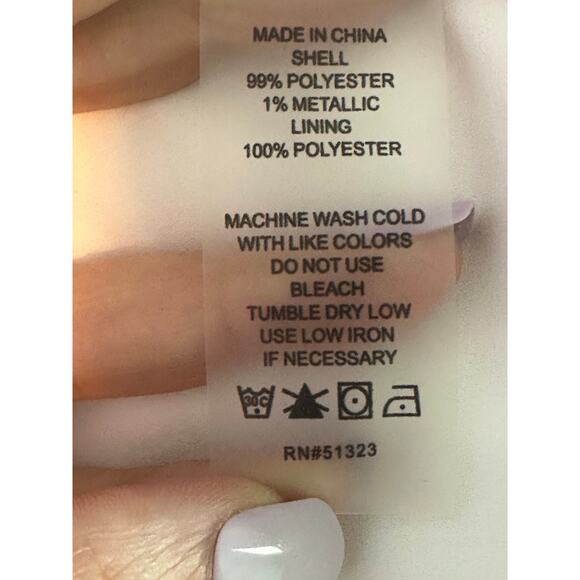 MADE IN CHINA
SHELL
99% POLYESTER
1% METALLIC
LINING
100% POLYESTER
MACHINE WASH COLD
WITH LIKE COLORS
DO NOT USE
BLEACH
TUMBLE DRY LOW
USE LOW IRON
IF NECESSARY
30C
RN#51323